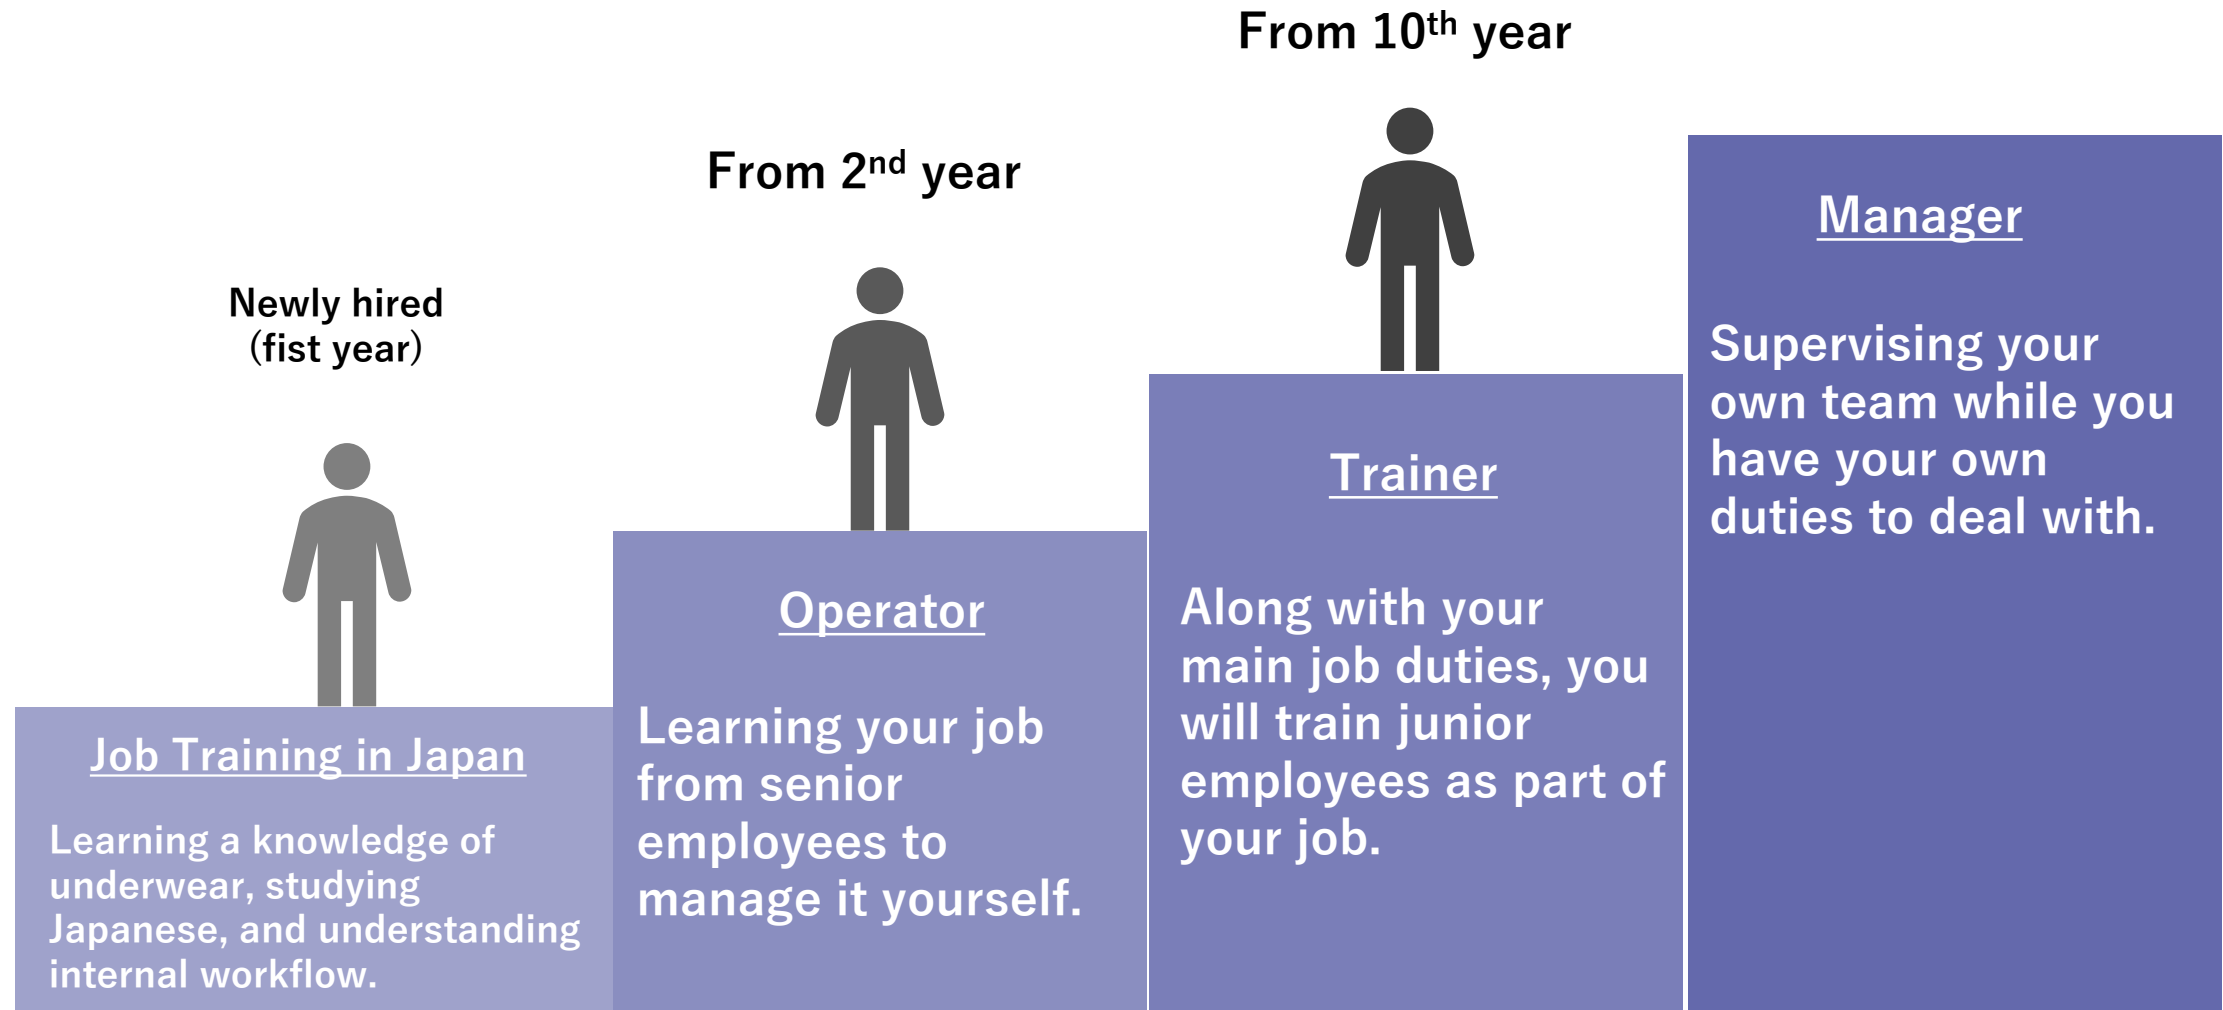 Newly hired
(fist year)
Job Training in Japan
Learning a knowledge of
underwear, studying
Japanese, and understanding
internal workflow.
From 2nd year
Operator
Learning your job
from senior
employees to
manage it yourself.
From 10th year
Trainer
Along with your
main job duties, you
will train junior
employees as part of
your job.
Manager
Supervising your
own team while you
have your own
duties to deal with.